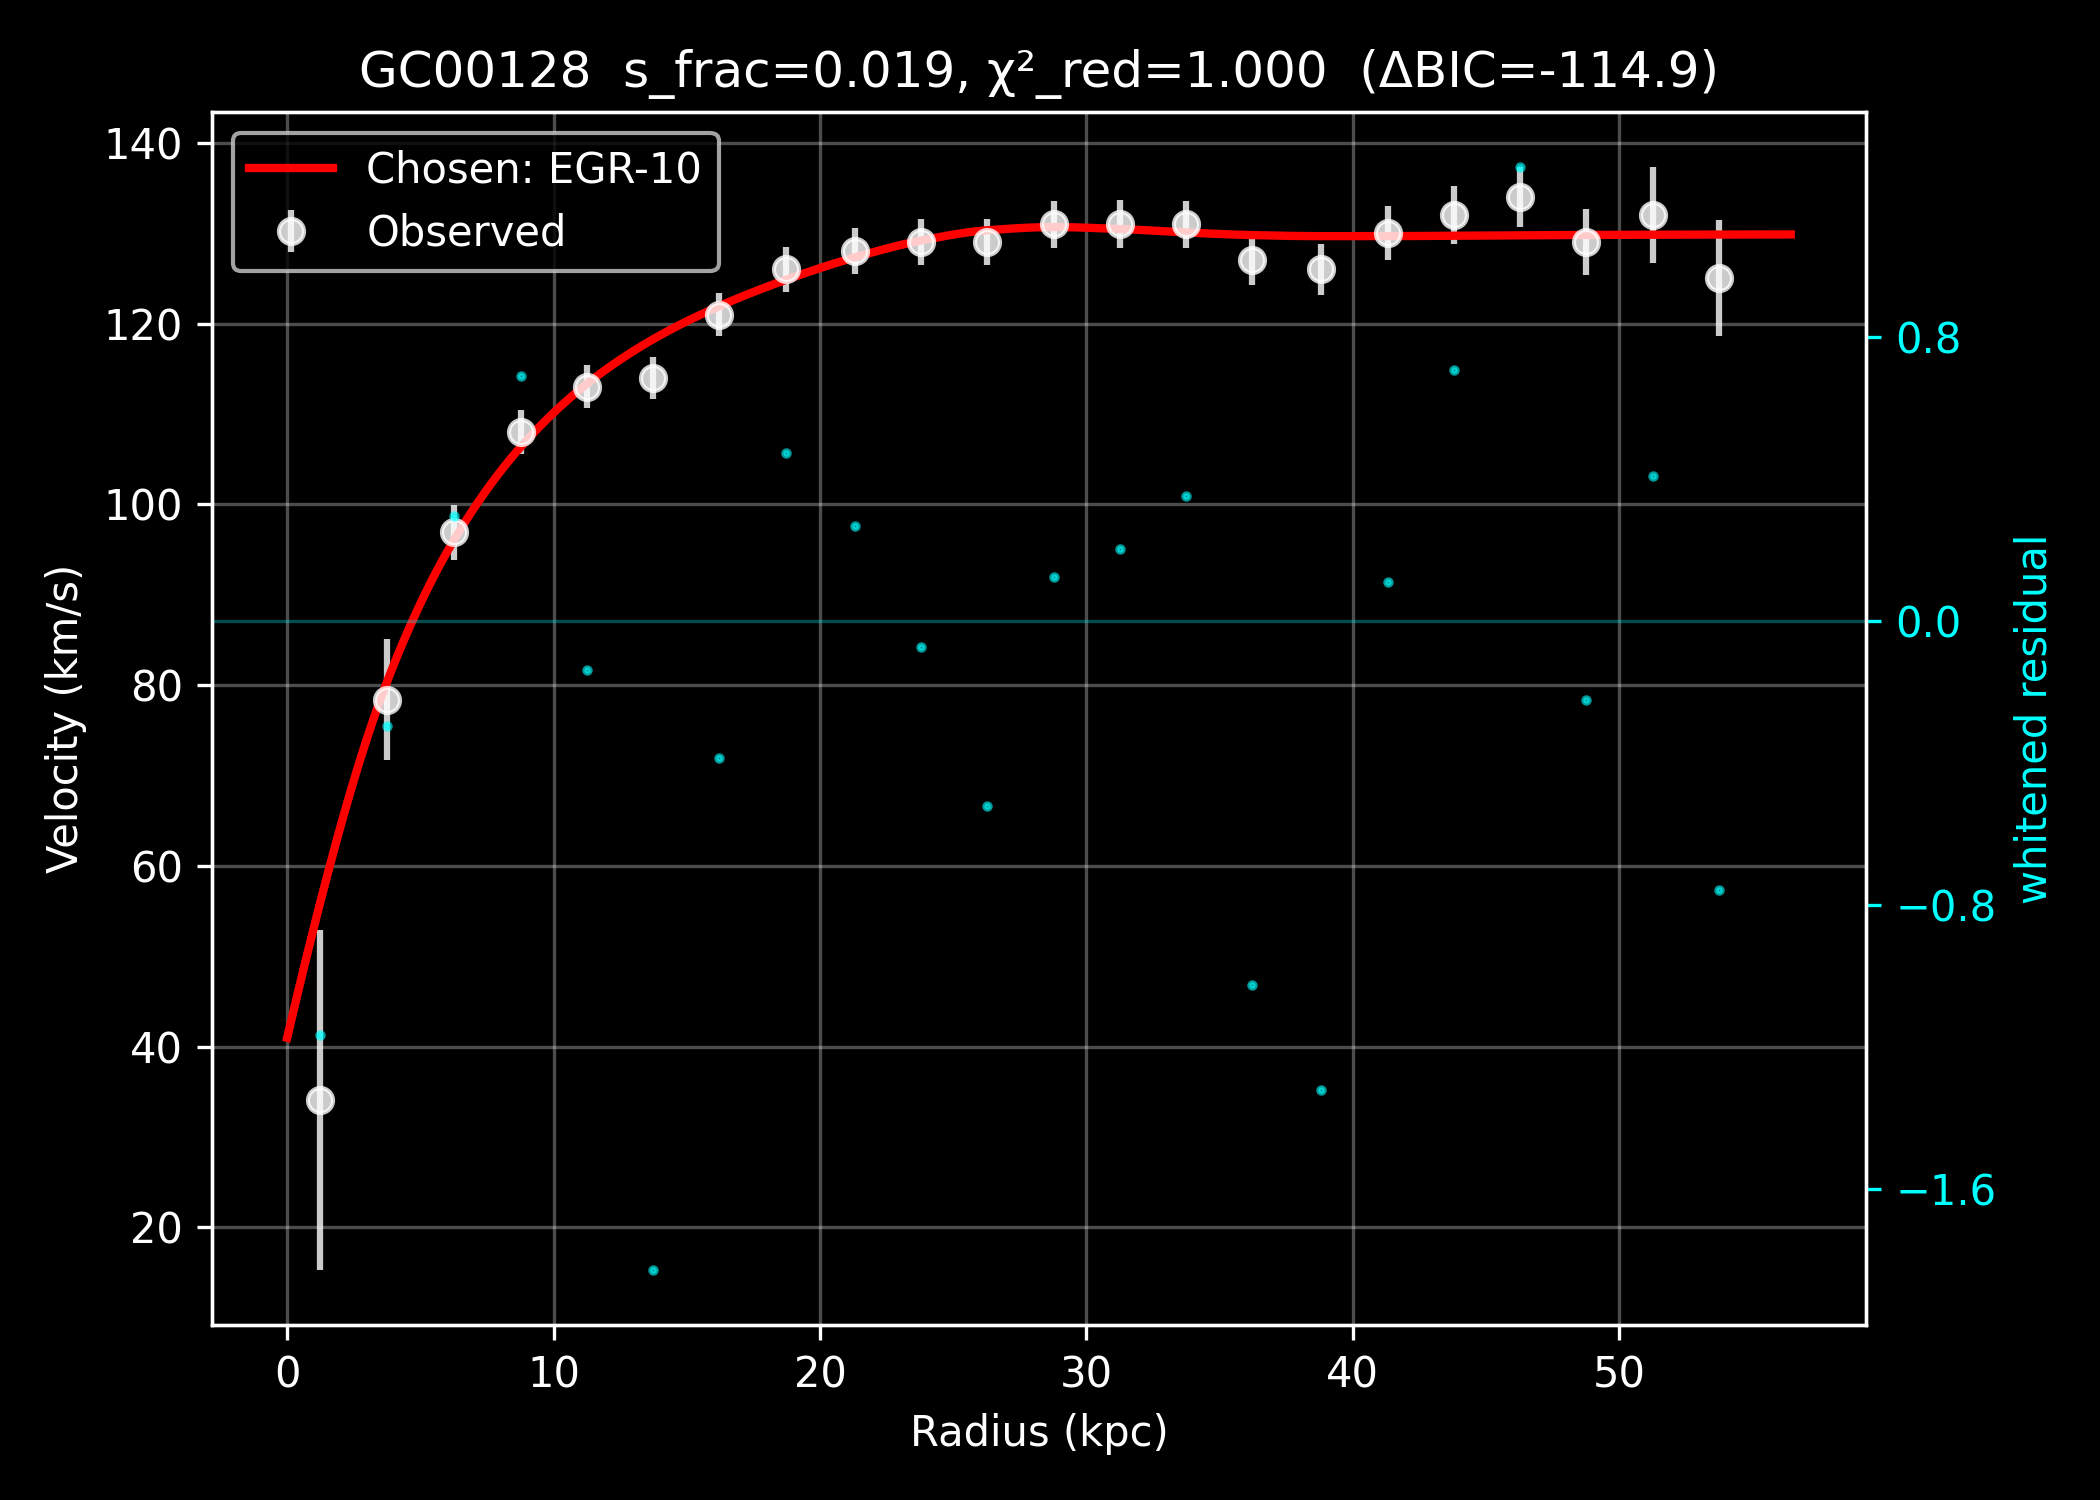 GC00128  s_frac=0.019, χ²_red=1.000  (ΔBIC=-114.9)
Chosen: EGR-10
Observed
140
120
100
80
60
40
20
Velocity (km/s)
0
10
20
30
40
50
Radius (kpc)
0.8
0.0
−0.8
−1.6
whitened residual